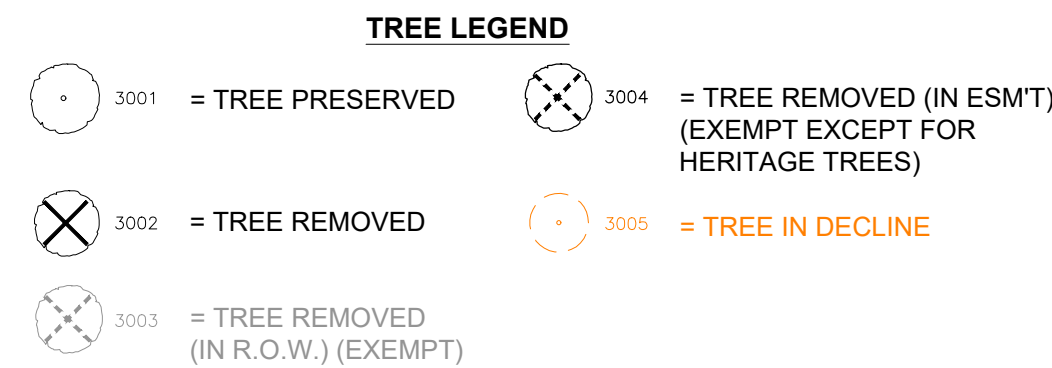 TREE LEGEND
3001 = TREE PRESERVED
3002 = TREE REMOVED
3003 = TREE REMOVED
(IN R.O.W.) (EXEMPT)
3004 = TREE REMOVED (IN ESM'T)
(EXEMPT EXCEPT FOR
HERITAGE TREES)
3005 = TREE IN DECLINE